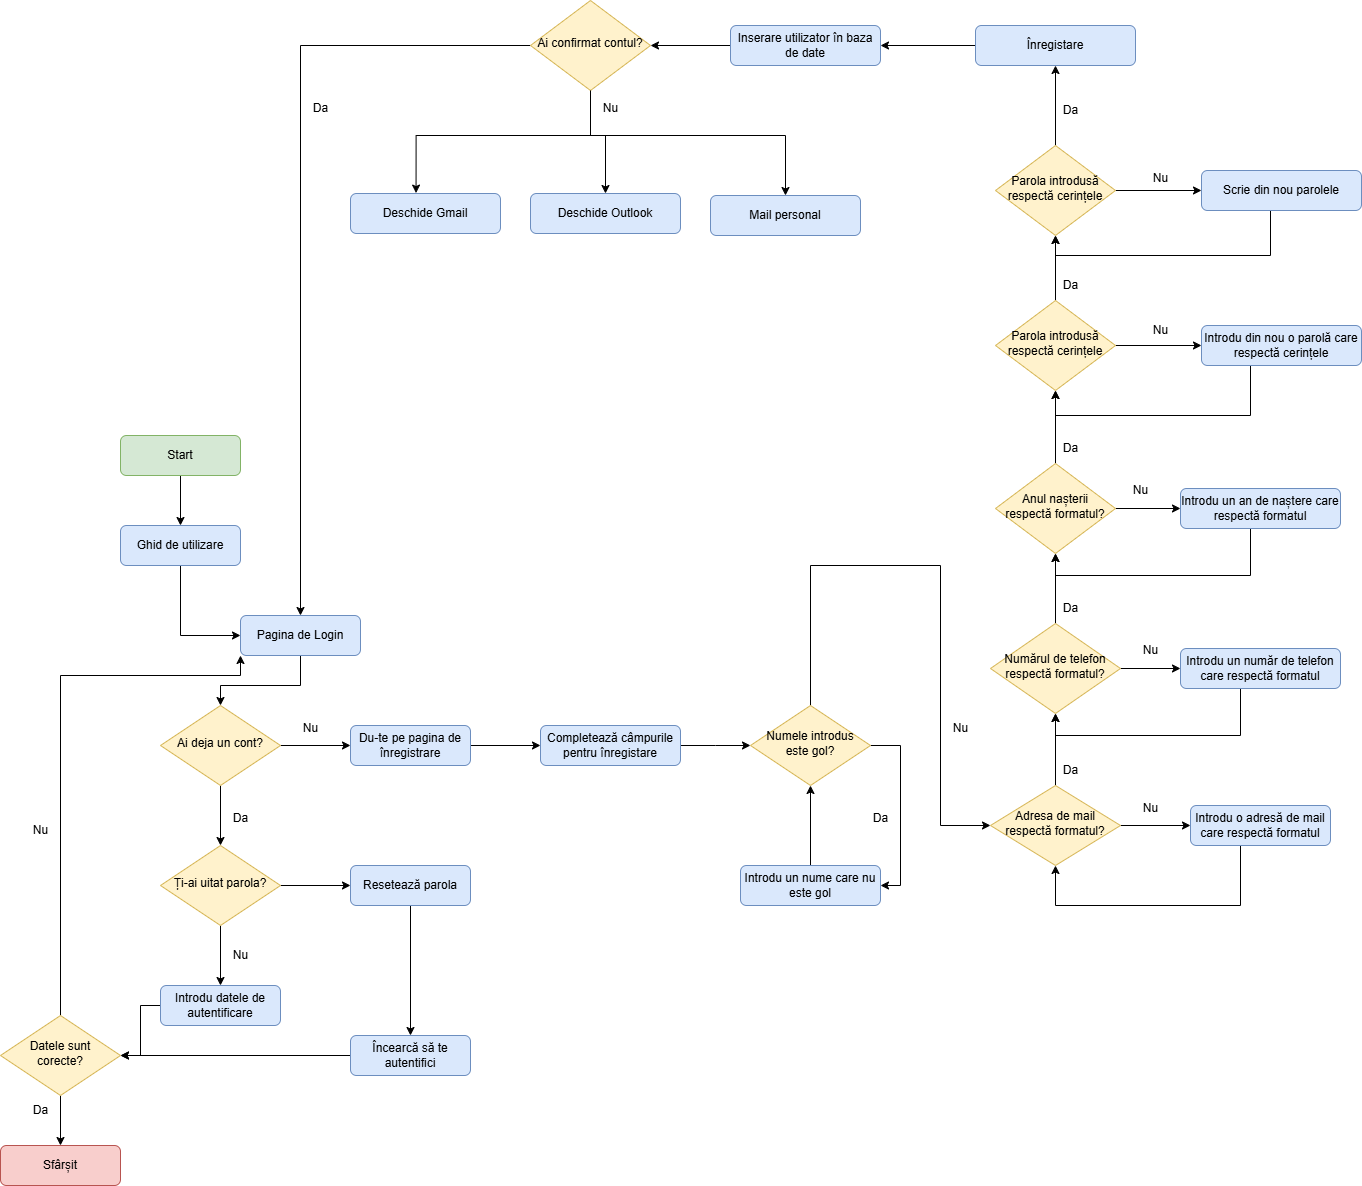 Ai confirmat contul?
Inserare utilizator în baza
de date
Înregistare
Da
Nu
Da
Deschide Gmail
Deschide Outlook
Mail personal
Parola introdusă
respectă cerințele
Nu
Scrie din nou parolele
Da
Parola introdusă
respectă cerințele
Nu
Introdu din nou o parolă care
respectă cerințele
Da
Start
Anul nașterii
respectă formatul?
Nu
Introdu un an de naștere care
respectă formatul
Ghid de utilizare
Da
Pagina de Login
Numărul de telefon
respectă formatul?
Nu
Introdu un număr de telefon
care respectă formatul
Ai deja un cont?
Nu
Du-te pe pagina de
înregistrare
Completează câmpurile
pentru înregistare
Numele introdus
este gol?
Nu
Da
Da
Da
Adresa de mail
respectă formatul?
Nu
Introdu o adresă de mail
care respectă formatul
Nu
Ți-ai uitat parola?
Resetează parola
Introdu un nume care nu
este gol
Nu
Introdu datele de
autentificare
Datele sunt
corecte?
Încearcă să te
autentifici
Da
Sfârșit